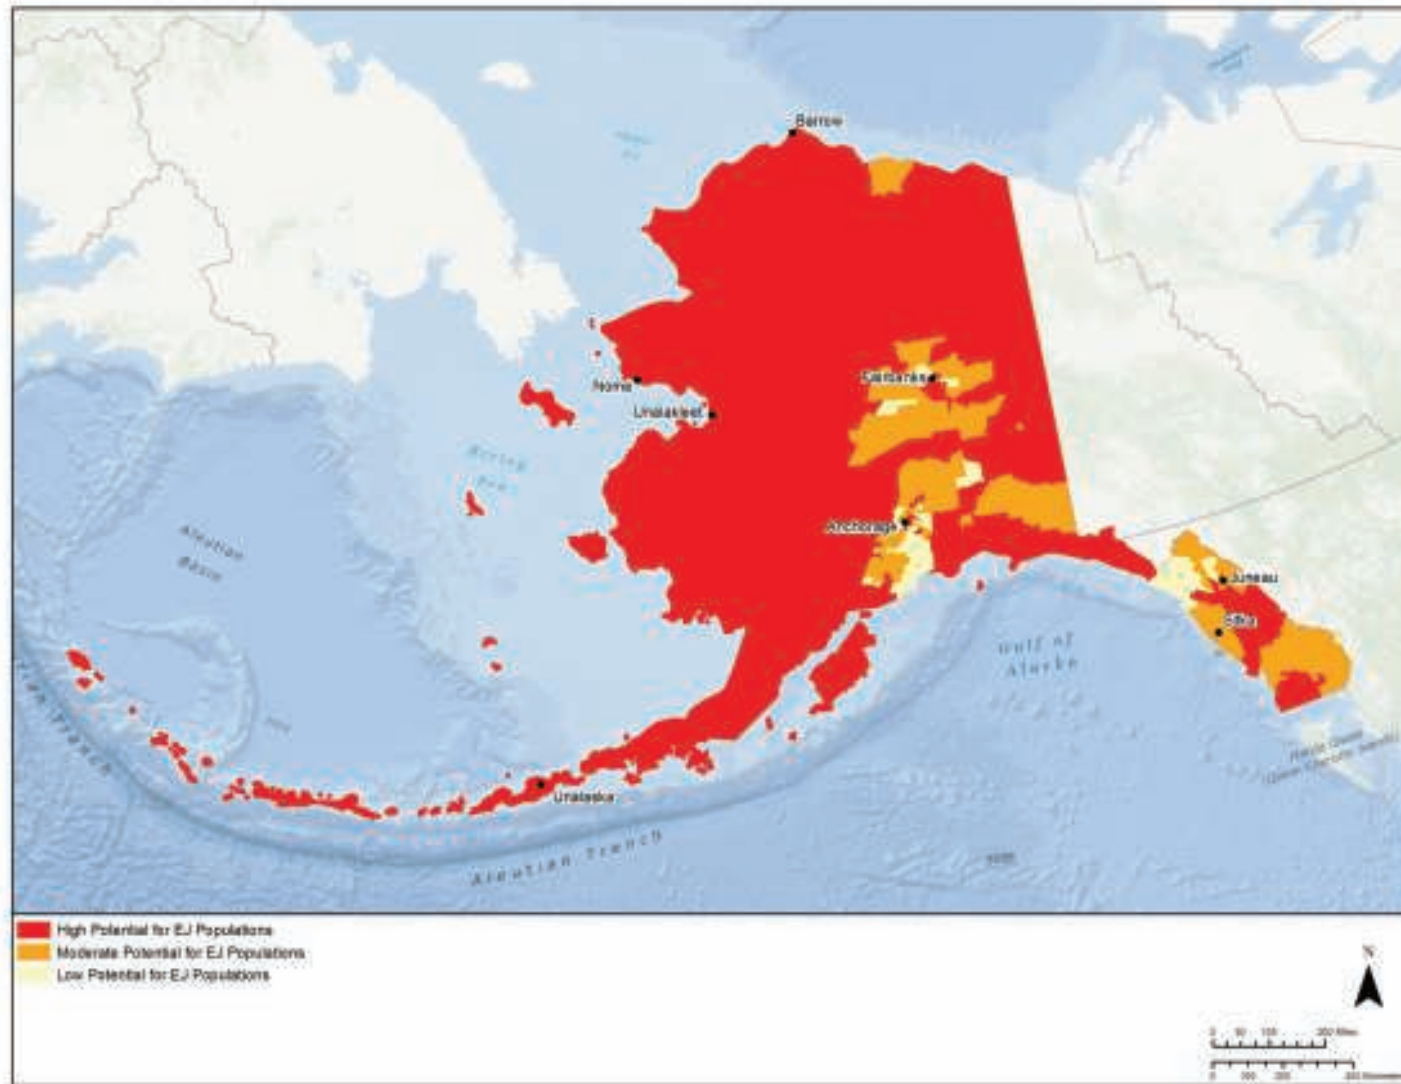 Barrow
Fairbanks
Nome
Unalakleet
Bering
Anchorage
Aleutian
Basin
Juneau
Sitka
Gulf of
Alaska
Unalaska
Aleutian Trench
High Potential for EJ Populations
Moderate Potential for EJ Populations
Low Potential for EJ Populations
N